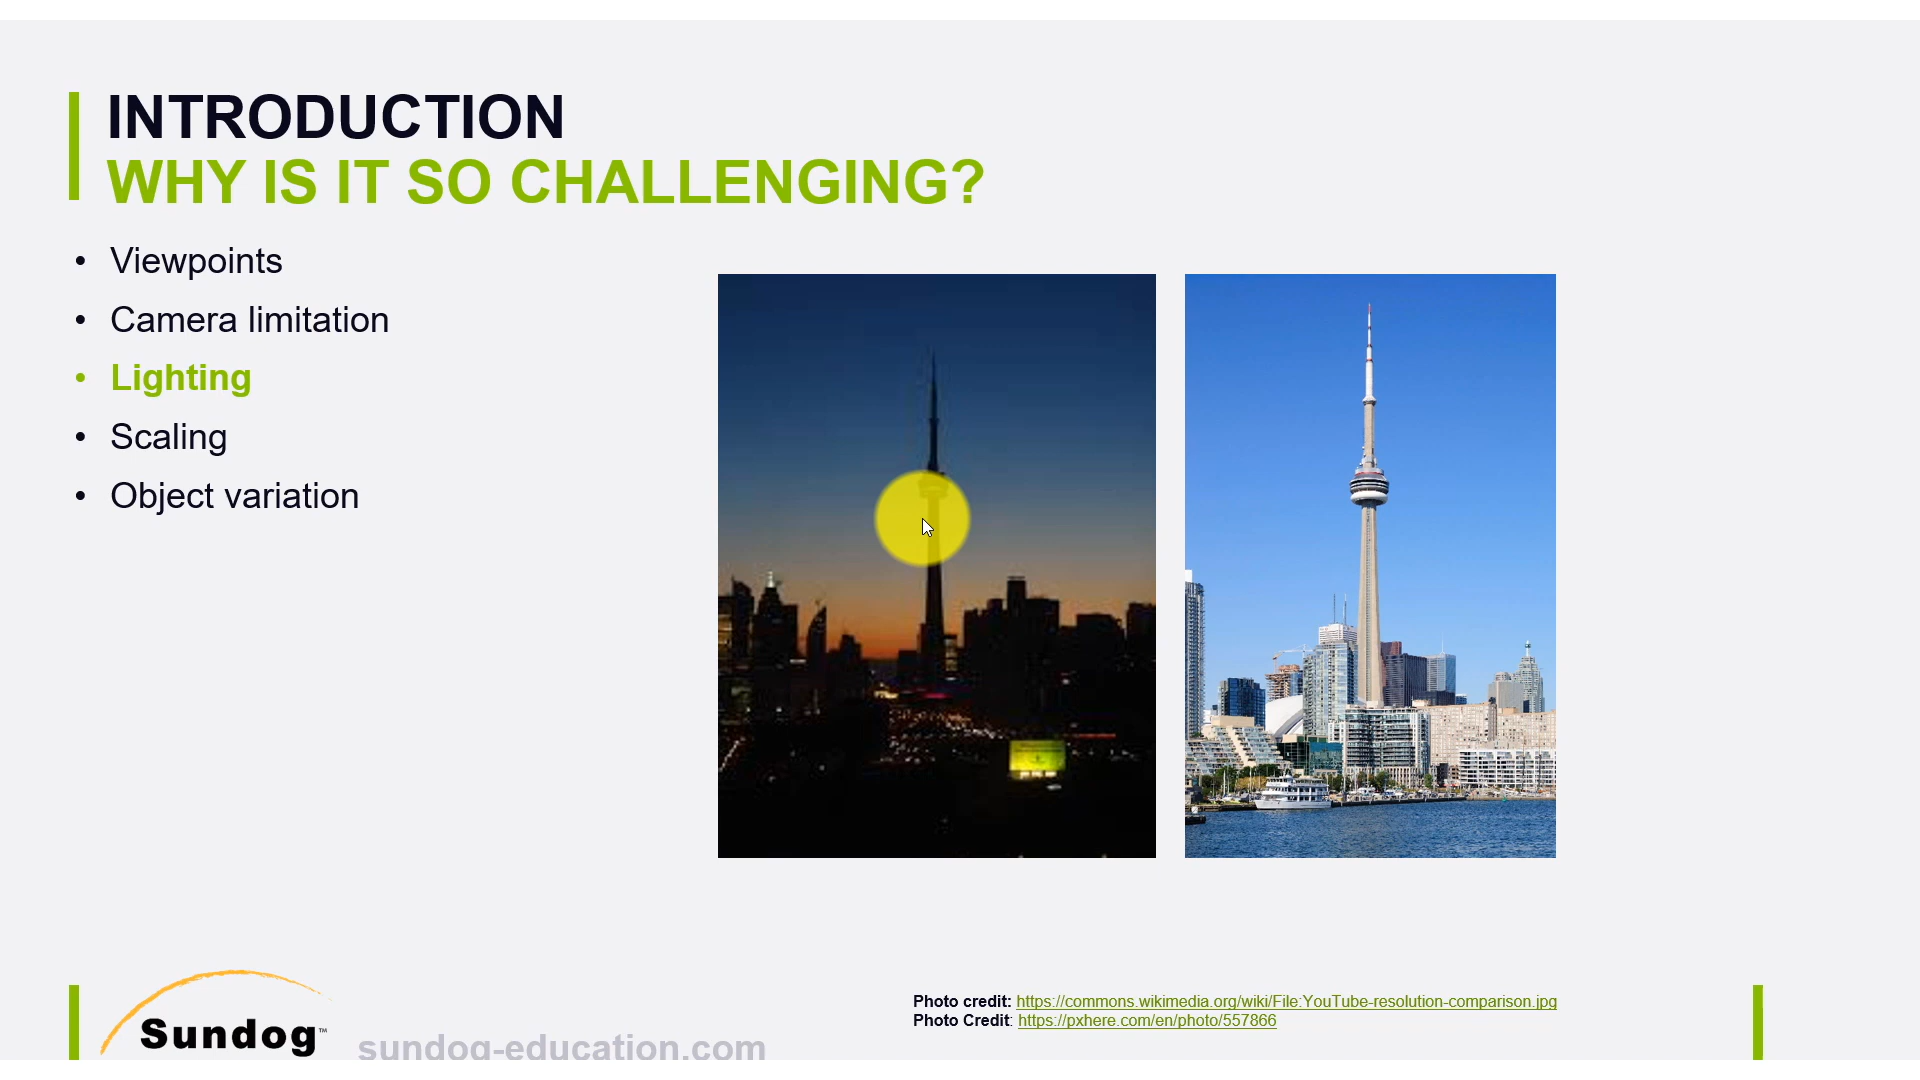 INTRODUCTION
WHY IS IT SO CHALLENGING?
• Viewpoints
• Camera limitation
• Lighting
• Scaling
• Object variation
Photo credit: https://commons.wikimedia.org/wiki/File:YouTube-resolution-comparison.jpg
Photo Credit: https://pxhere.com/en/photo/557866
Sundog™
sundog-education.com